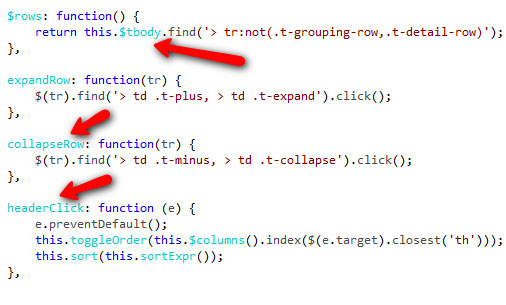 $rows: function() {
return this.$tbody.find('> tr:not(.t-grouping-row,.t-detail-row)');
},
expandRow: function(tr) {
$(tr).find('> td .t-plus, > td .t-expand').click();
},
collapseRow: function(tr) {
$(tr).find('> td .t-minus, > td .t-collapse').click();
},
headerClick: function (e) {
e.preventDefault();
this.toggleOrder(this.$columns().index($(e.target).closest('th')));
this.sort(this.sortExpr());
},